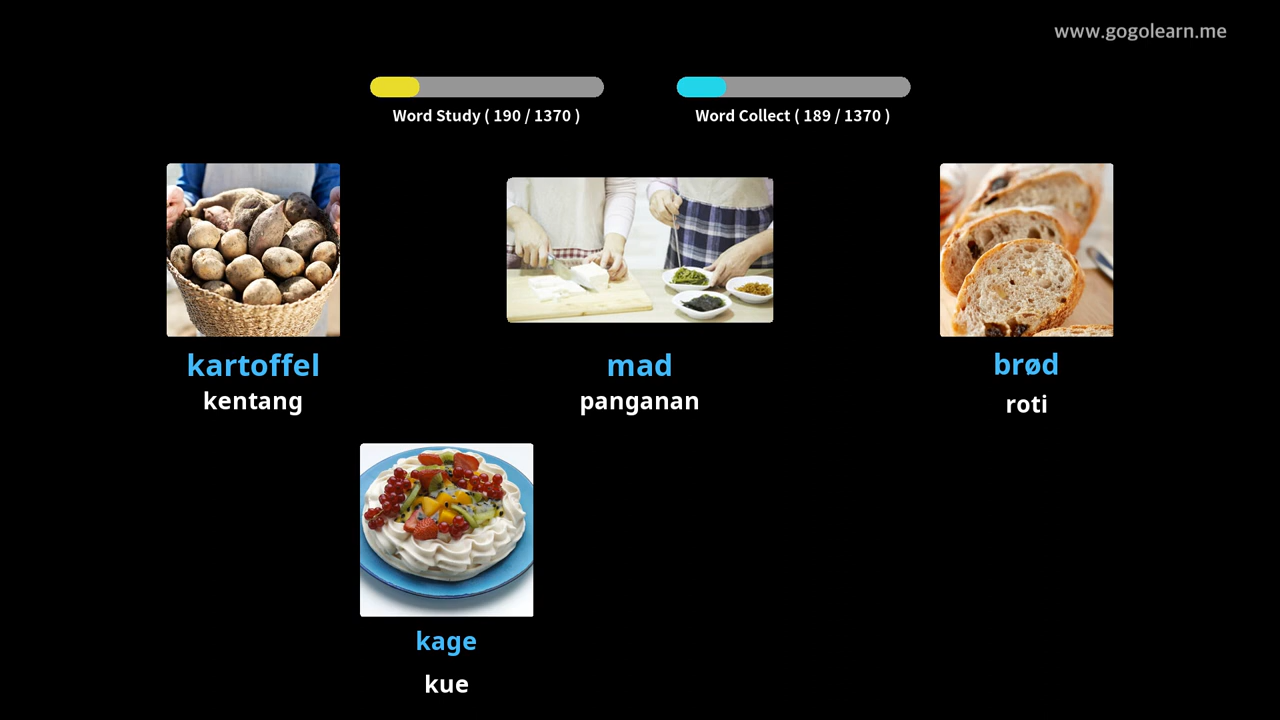 www.gogolearn.me
Word Study ( 190 / 1370 )
Word Collect ( 189 / 1370 )
kartoffel
kentang
mad
panganan
brød
roti
kage
kue